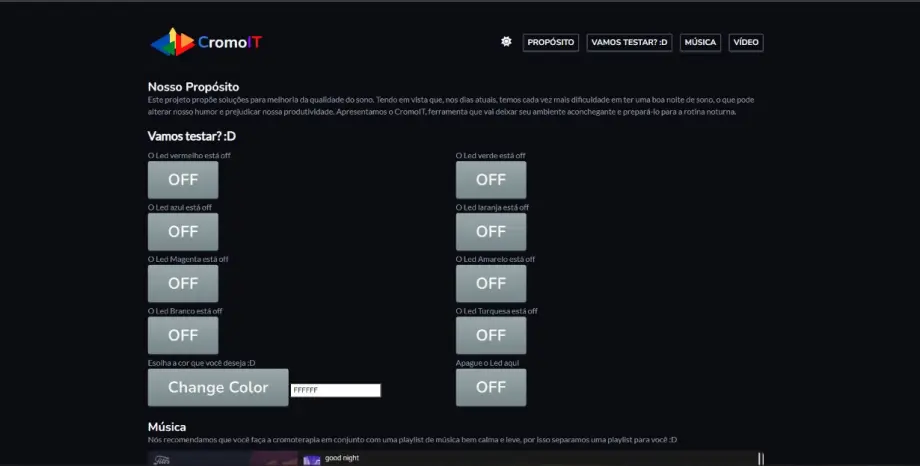 CromoIT
PROPÓSITO
VAMOS TESTAR? :D
MÚSICA
VÍDEO
Nosso Propósito
Este projeto propõe soluções para melhoria da qualidade do sono. Tendo em vista que, nos dias atuais, temos cada vez mais dificuldade em ter uma boa noite de sono, o que pode
alterar nosso humor e prejudicar nossa produtividade. Apresentamos o CromoIT, ferramenta que vai deixar seu ambiente aconchegante e prepará-lo para a rotina noturna.
Vamos testar? :D
O Led vermelho está off
OFF
O Led verde está off
OFF
O Led azul está off
OFF
O Led laranja está off
OFF
O Led Magenta está off
OFF
O Led Amarelo está off
OFF
O Led Branco está off
OFF
O Led Turquesa está off
OFF
Esolha a cor que você deseja :D
Change Color
FFFFFF
Apague o Led aqui
OFF
Música
Nós recomendamos que você faça a cromoterapia em conjunto com uma playlist de música bem calma e leve, por isso separamos uma playlist para você :D
good night